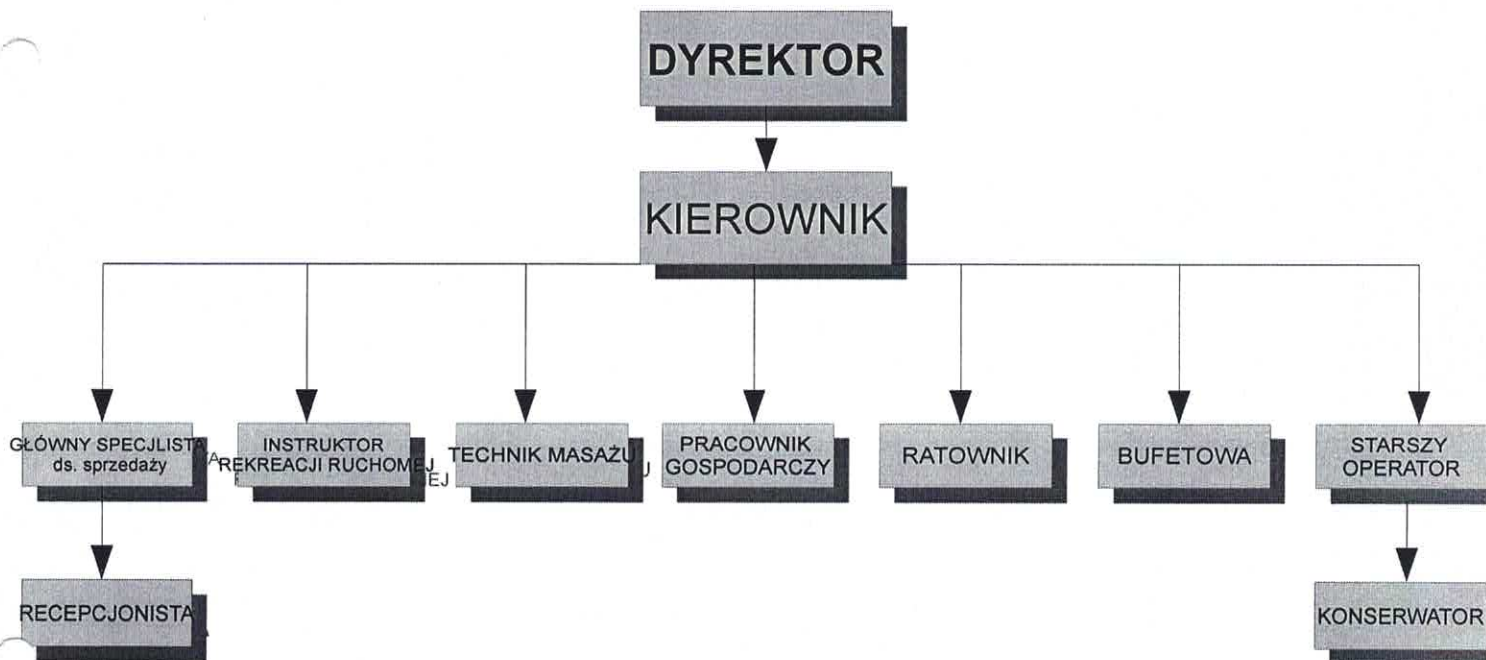 DYREKTOR
KIEROWNIK
GŁÓWNY SPECJLISTA
ds. sprzedaży
INSTRUKTOR
REKREACJI RUCHOMEJ
TECHNIK MASAŻU
PRACOWNIK
GOSPODARCZY
RATOWNIK
BUFETOWA
STARSZY
OPERATOR
RECEPCJONISTA
KONSERWATOR